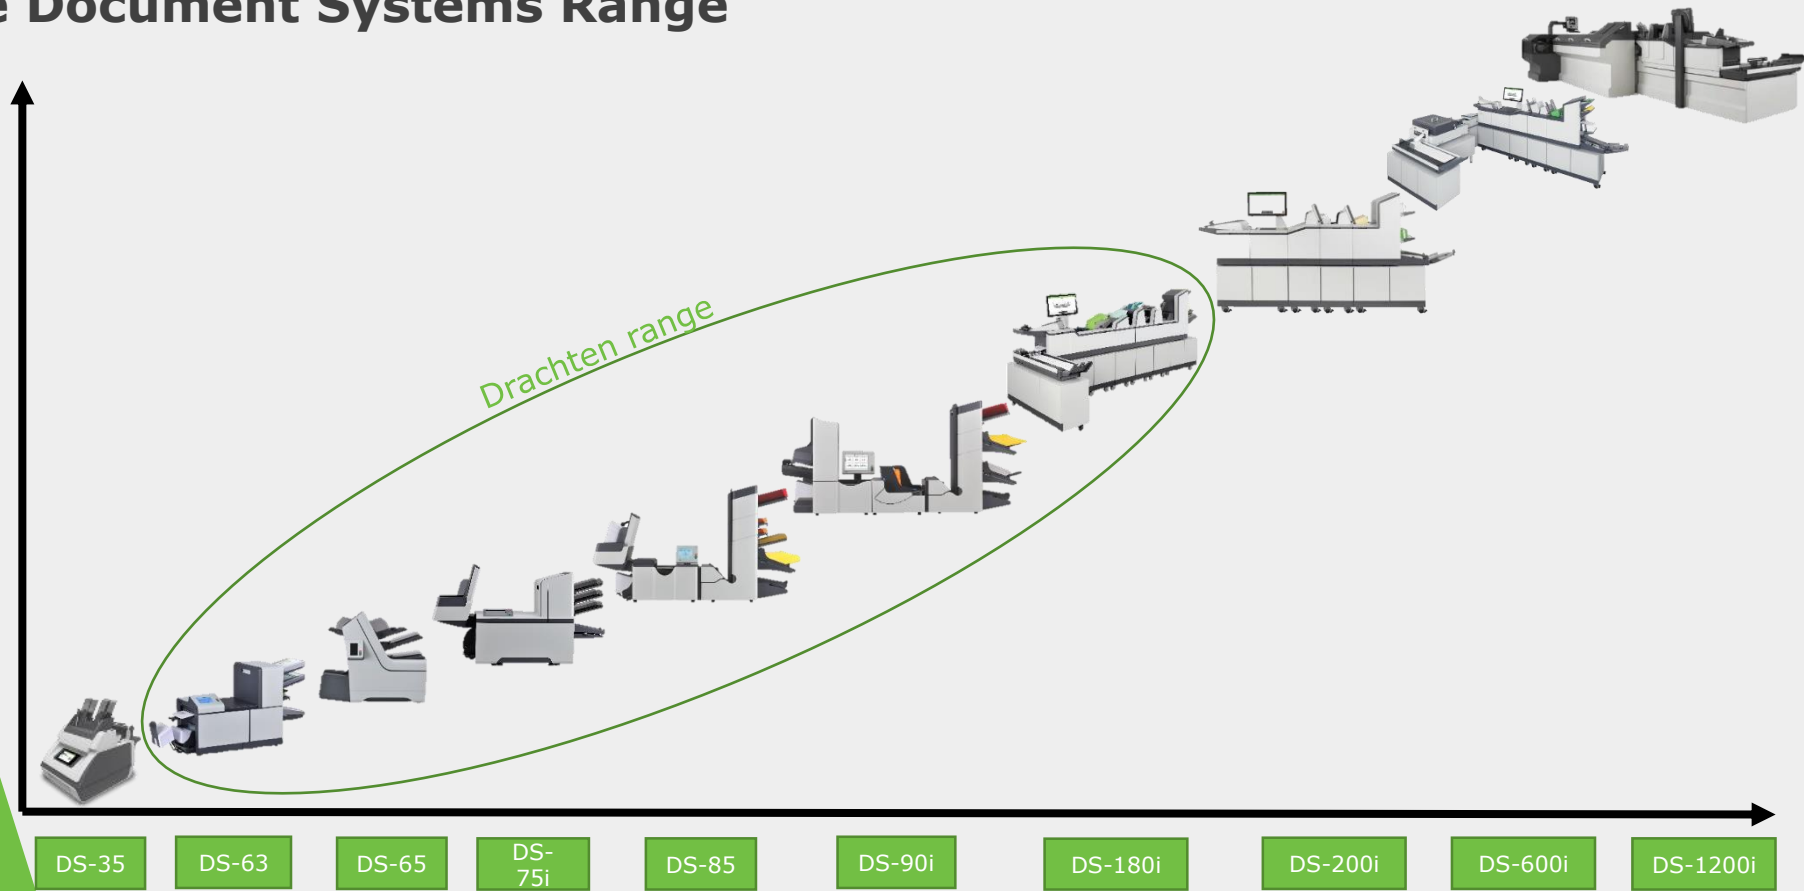 Document Systems Range
Drachten range
DS-35
DS-63
DS-65
DS-
75i
DS-85
DS-90i
DS-180i
DS-200i
DS-600i
DS-1200i